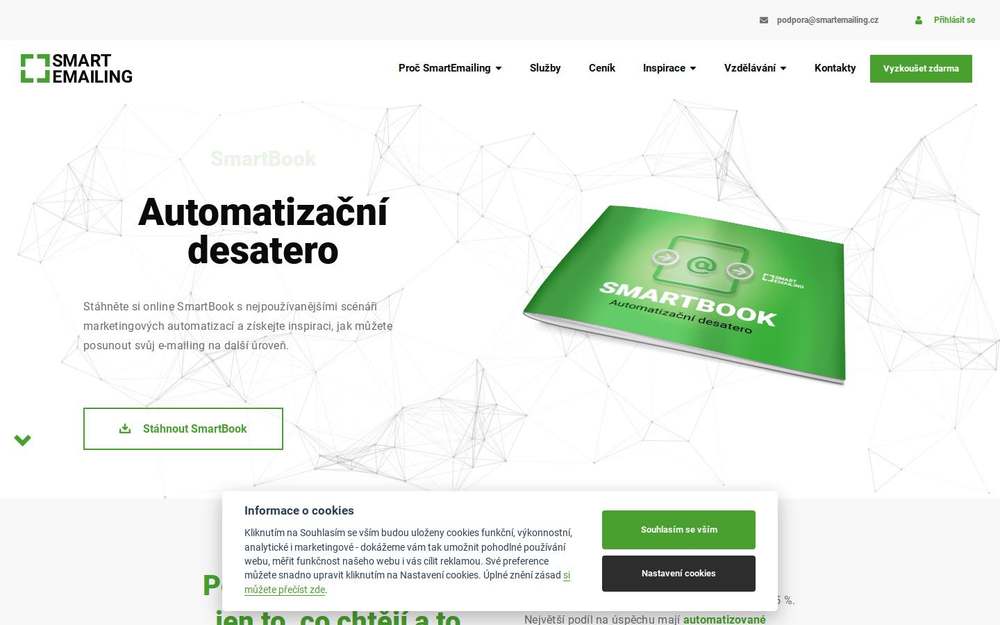 podpora@smartemailing.cz
Přihlásit se
SMART
EMAILING
Proč SmartEmailing
Služby
Ceník
Inspirace
Vzdělávání
Kontakty
Vyzkoušet zdarma
SmartBook
Automatizační
desatero
Stáhněte si online SmartBook s nejpoužívanějšími scénáři
marketingových automatizací a získejte inspiraci, jak můžete
posunout svůj e-mailing na další úroveň.
Stáhnout SmartBook
@
SMART
EMAILING
SMARTBOOK
Automatizační desatero
Informace o cookies
Kliknutím na Souhlasím se vším budou uloženy cookies funkční, výkonnostní,
analytické i marketingové - dokážeme vám tak umožnit pohodlné používání
webu, měřit funkčnost našeho webu i vás cílit reklamou. Své preference
můžete snadno upravit kliknutím na Nastavení cookies. Úplné znění zásad si
můžete přečíst zde.
Souhlasím se vším
Nastavení cookies
jen to, co chtějí a to
%.
Největší podíl na úspěchu mají automatizované